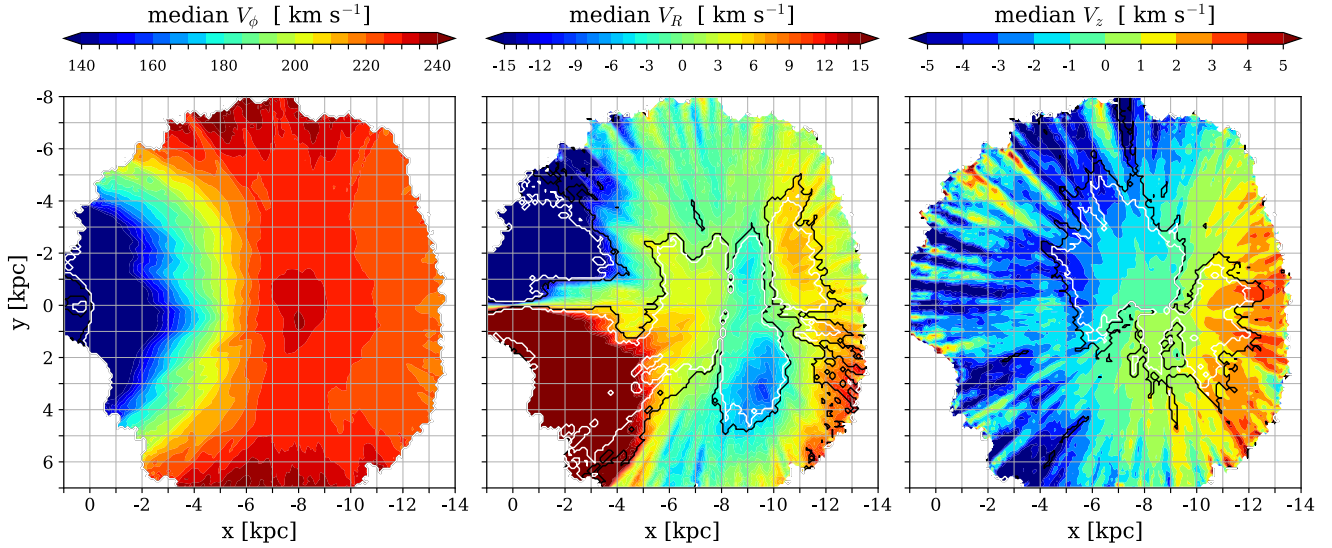 median V_ϕ [ km s⁻¹ ]
140 160 180 200 220 240
median V_R [ km s⁻¹ ]
-15 -12 -9 -6 -3 0 3 6 9 12 15
median V_z [ km s⁻¹ ]
-5 -4 -3 -2 -1 0 1 2 3 4 5
y [kpc]
-8
-6
-4
-2
0
2
4
6
0 -2 -4 -6 -8 -10 -12 -14
x [kpc]
0 -2 -4 -6 -8 -10 -12 -14
x [kpc]
0 -2 -4 -6 -8 -10 -12 -14
x [kpc]